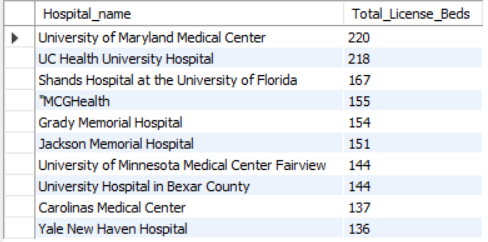 Hospital_name Total_License_Beds
University of Maryland Medical Center 220
UC Health University Hospital 218
Shands Hospital at the University of Florida 167
"MCGHealth 155
Grady Memorial Hospital 154
Jackson Memorial Hospital 151
University of Minnesota Medical Center Fairview 144
University Hospital in Bexar County 144
Carolinas Medical Center 137
Yale New Haven Hospital 136